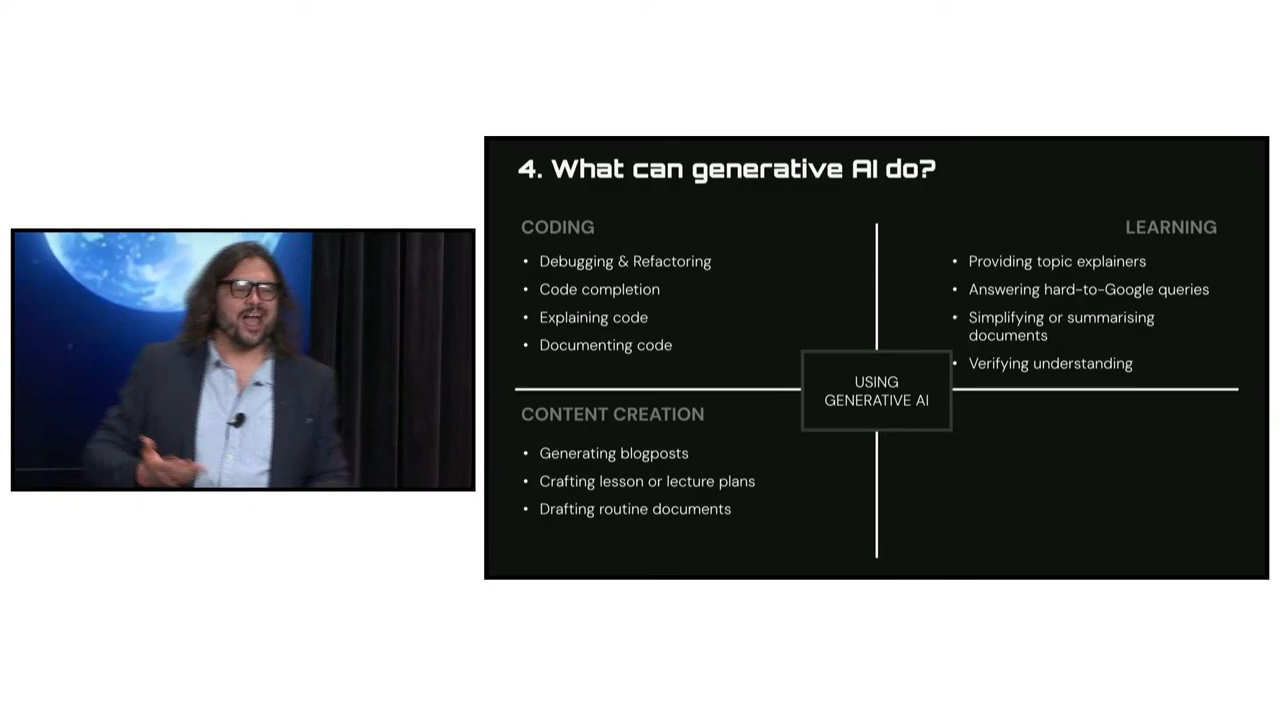 4. What can generative AI do?
CODING
• Debugging & Refactoring
• Code completion
• Explaining code
• Documenting code
LEARNING
• Providing topic explainers
• Answering hard-to-Google queries
• Simplifying or summarising
documents
• Verifying understanding
USING
GENERATIVE AI
CONTENT CREATION
• Generating blogposts
• Crafting lesson or lecture plans
• Drafting routine documents